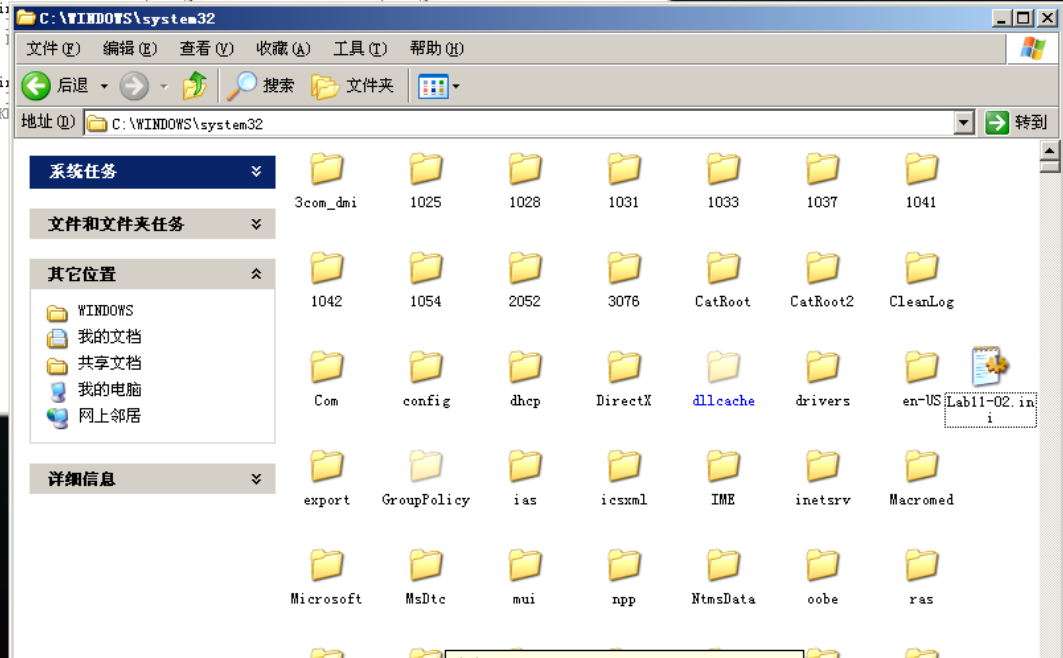 C:\WINDOWS\system32
文件(F) 编辑(E) 查看(V) 收藏(A) 工具(T) 帮助(H)
后退 搜索 文件夹
地址(D) C:\WINDOWS\system32 转到
系统任务
文件和文件夹任务
其它位置
WINDOWS
我的文档
共享文档
我的电脑
网上邻居
详细信息
3com_dmi 1025 1028 1031 1033 1037 1041
1042 1054 2052 3076 CatRoot CatRoot2 CleanLog
Com config dhcp DirectX dllcache drivers en-US Lab11-02.in
i
export GroupPolicy ias icsxml IME inetsrv Macromed
Microsoft MsDtc mui npp NtmsData oobe ras